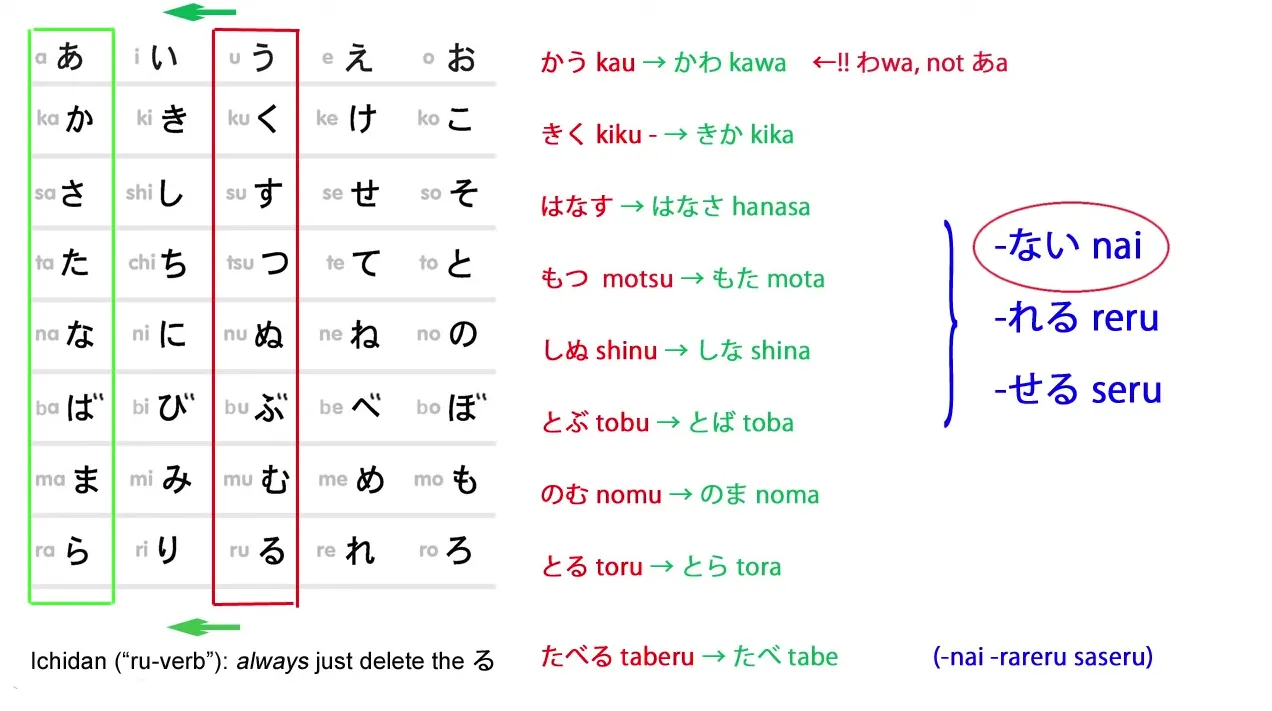 a あ i い u う e え o お
ka か ki き ku く ke け ko こ
sa さ shi し su す se せ so そ
ta た chi ち tsu つ te て to と
na な ni に nu ぬ ne ね no の
ba ば bi び bu ぶ be べ bo ぼ
ma ま mi み mu む me め mo も
ra ら ri り ru る re れ ro ろ
Ichidan (“ru-verb”): always just delete the る
かう kau → かわ kawa ←!! わwa, not あa
きく kiku - → きか kika
はなす → はなさ hanasa
もつ motsu → もた mota
しぬ shinu → しな shina
とぶ tobu → とば toba
のむ nomu → のま noma
とる toru → とら tora
たべる taberu → たべ tabe
-ない nai
-れる reru
-せる seru
(-nai -rareru saseru)